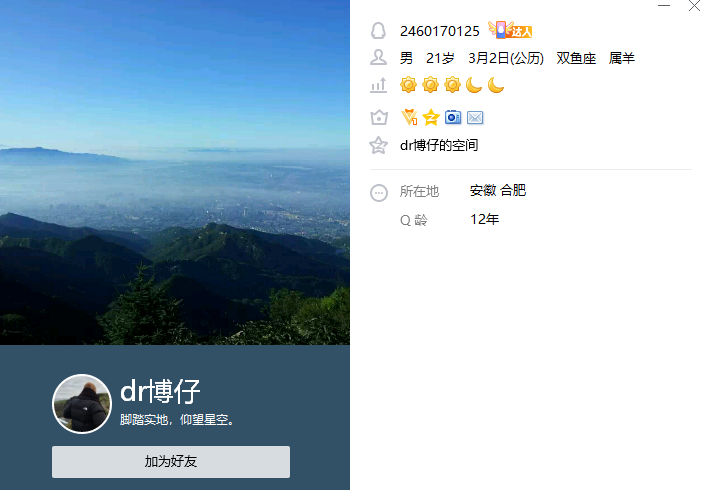 2460170125 达人
男 21岁 3月2日(公历) 双鱼座 属羊
dr博仔的空间
所在地 安徽 合肥
Q 龄 12年
dr博仔
脚踏实地，仰望星空。
加为好友